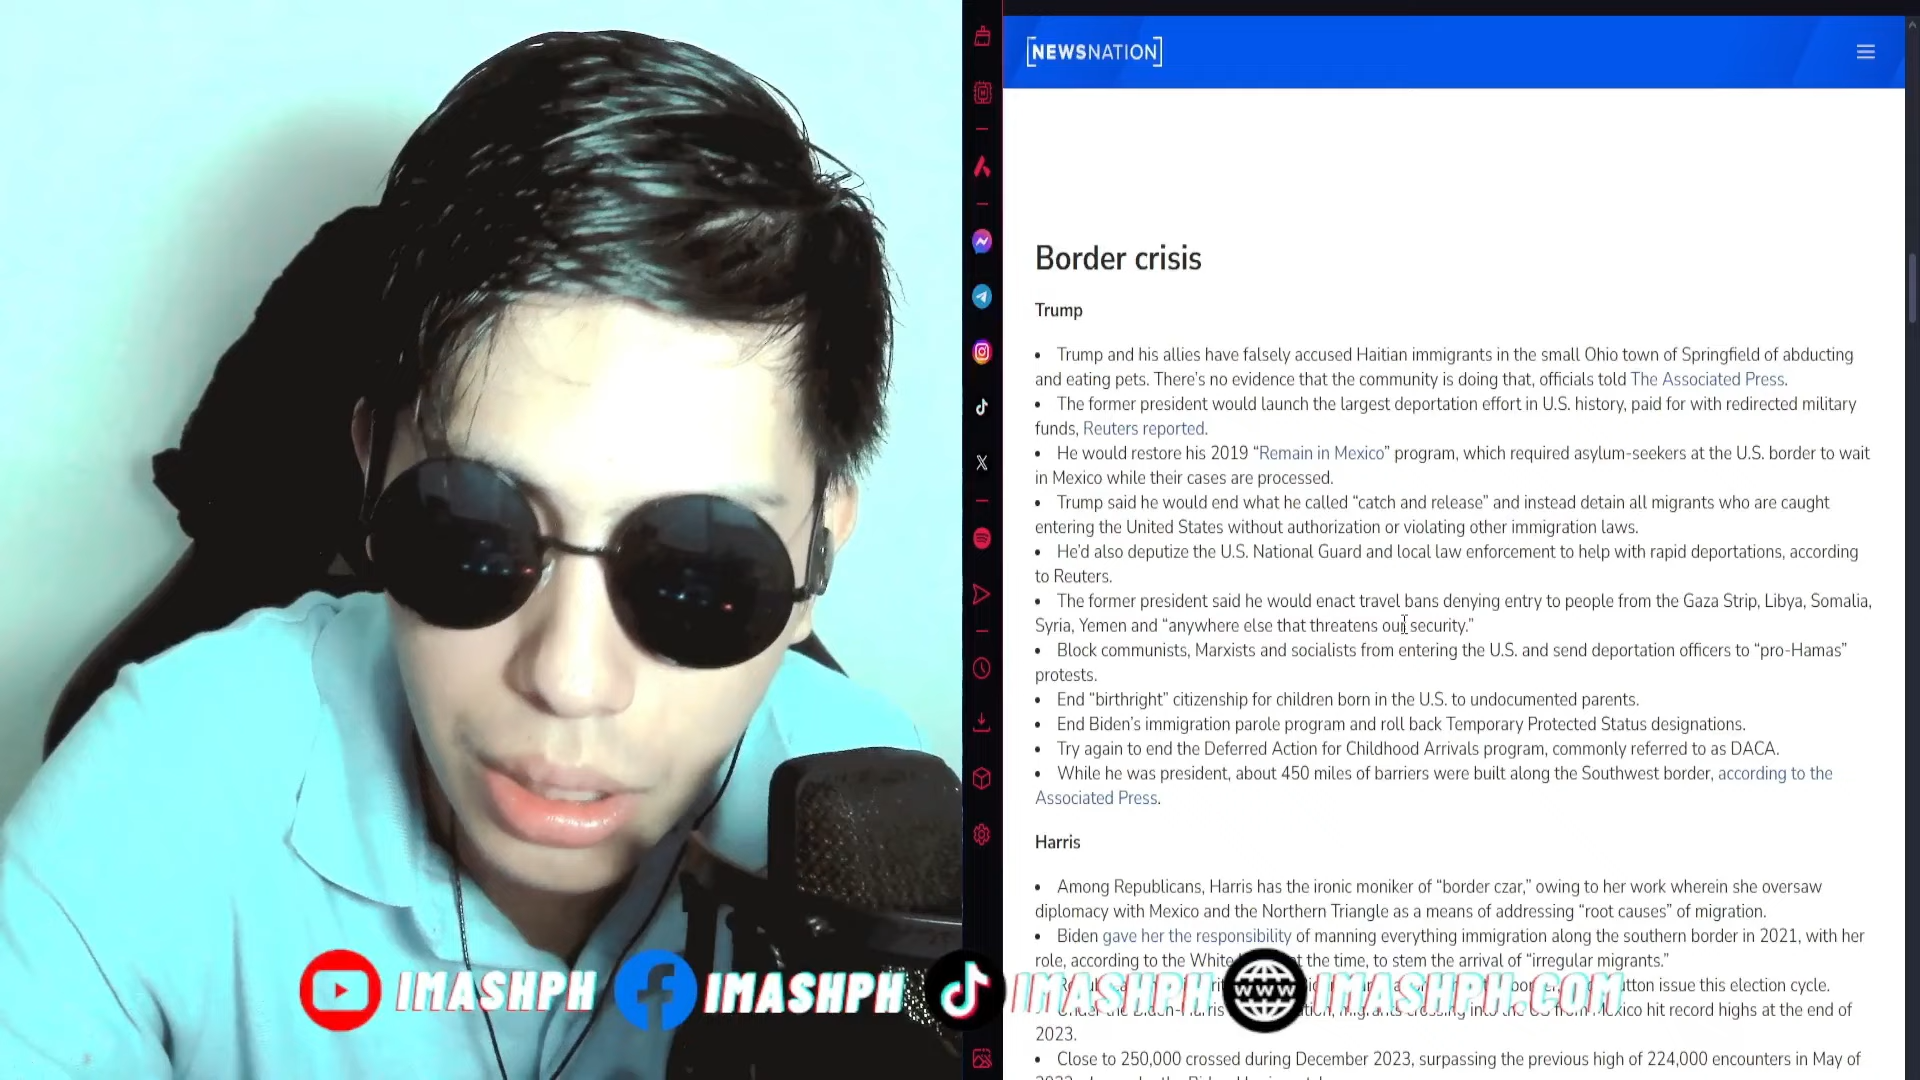 [NEWSNATION]
Border crisis
Trump
• Trump and his allies have falsely accused Haitian immigrants in the small Ohio town of Springfield of abducting
and eating pets. There’s no evidence that the community is doing that, officials told The Associated Press.
• The former president would launch the largest deportation effort in U.S. history, paid for with redirected military
funds, Reuters reported.
• He would restore his 2019 “Remain in Mexico” program, which required asylum-seekers at the U.S. border to wait
in Mexico while their cases are processed.
• Trump said he would end what he called “catch and release” and instead detain all migrants who are caught
entering the United States without authorization or violating other immigration laws.
• He’d also deputize the U.S. National Guard and local law enforcement to help with rapid deportations, according
to Reuters.
• The former president said he would enact travel bans denying entry to people from the Gaza Strip, Libya, Somalia,
Syria, Yemen and “anywhere else that threatens our security.”
• Block communists, Marxists and socialists from entering the U.S. and send deportation officers to “pro-Hamas”
protests.
• End “birthright” citizenship for children born in the U.S. to undocumented parents.
• End Biden’s immigration parole program and roll back Temporary Protected Status designations.
• Try again to end the Deferred Action for Childhood Arrivals program, commonly referred to as DACA.
• While he was president, about 450 miles of barriers were built along the Southwest border, according to the
Associated Press.
Harris
• Among Republicans, Harris has the ironic moniker of “border czar,” owing to her work wherein she oversaw
diplomacy with Mexico and the Northern Triangle as a means of addressing “root causes” of migration.
• Biden gave her the responsibility of manning everything immigration along the southern border in 2021, with her
role, according to the White at the time, to stem the arrival of “irregular migrants.”
issue this election cycle.
hit record highs at the end of
2023.
• Close to 250,000 crossed during December 2023, surpassing the previous high of 224,000 encounters in May of
IMASHPH IMASHPH IMASHPH WWW IMASHPH.COM